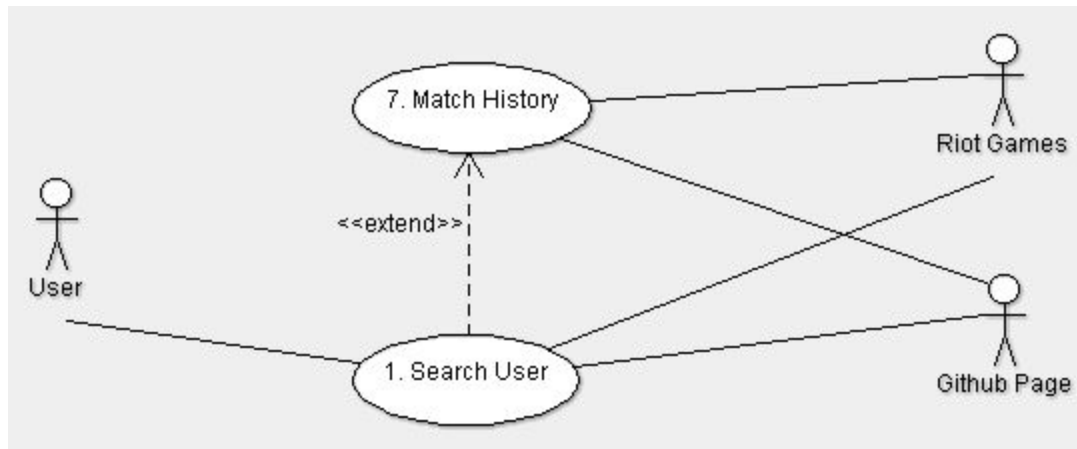 7. Match History
Riot Games
<<extend>>
User
1. Search User
Github Page